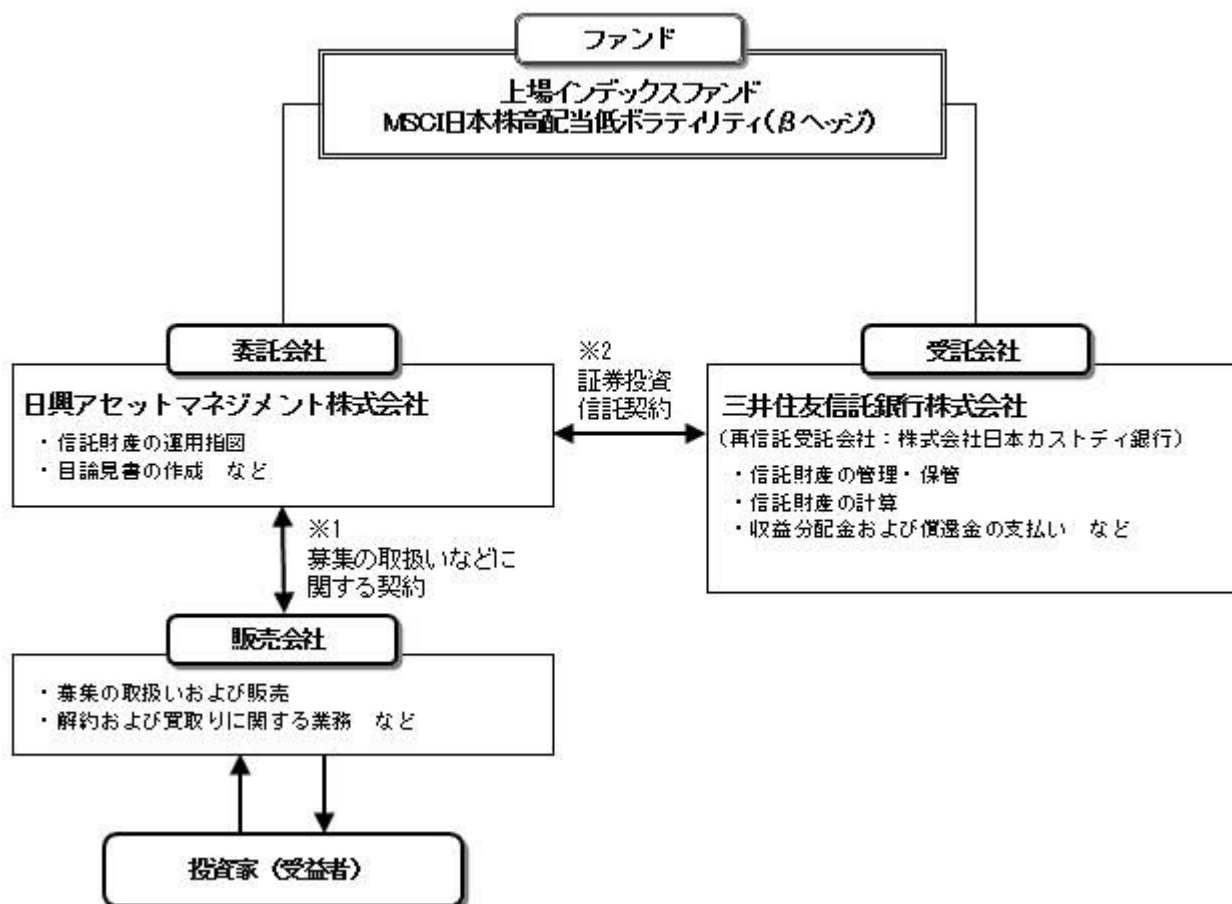 ファンド
上場インデックスファンド
MSCI日本株高配当低ボラティリティ(βヘッジ)
委託会社
日興アセットマネジメント株式会社
・信託財産の運用指図
・目論見書の作成 など
※2
証券投資
信託契約
受託会社
三井住友信託銀行株式会社
(再信託受託会社:株式会社日本カストディ銀行)
・信託財産の管理・保管
・信託財産の計算
・収益分配金および償還金の支払い など
※1
募集の取扱いなどに
関する契約
販売会社
・募集の取扱いおよび販売
・解約および買取りに関する業務 など
投資家(受益者)